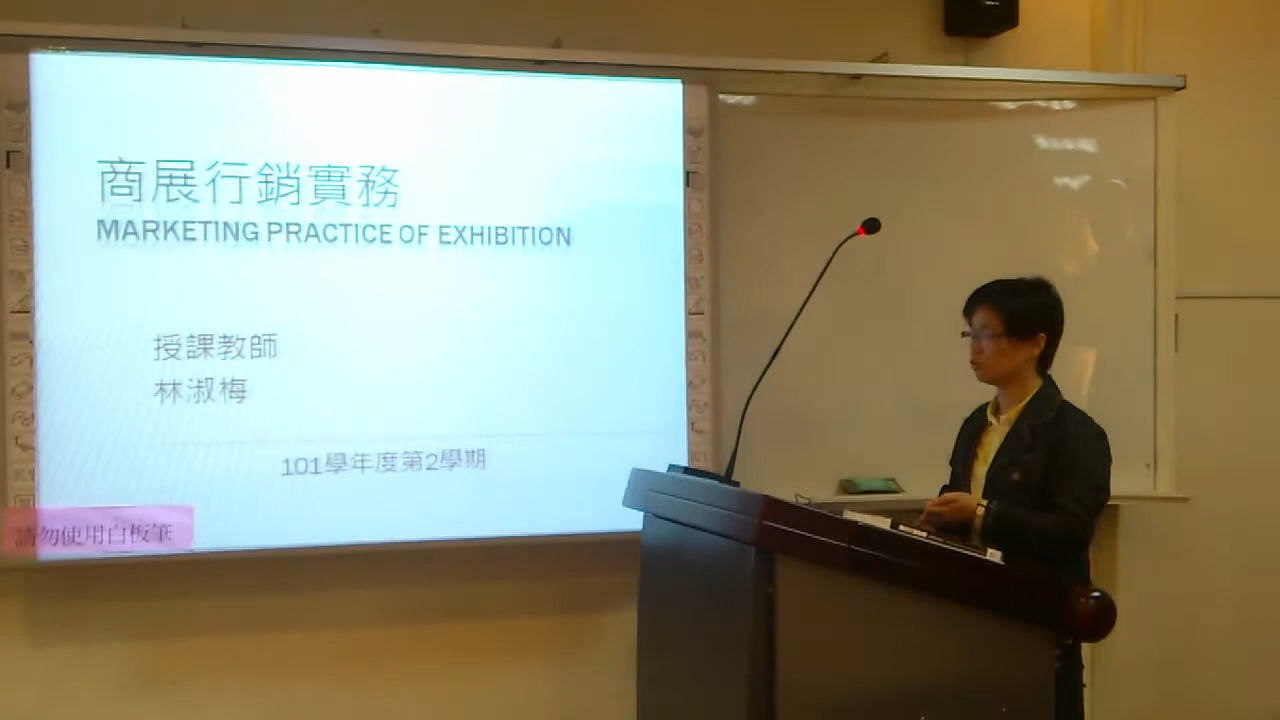 商展行銷實務
MARKETING PRACTICE OF EXHIBITION
授課教師
林淑梅
101學年度第2學期
請勿使用白板筆